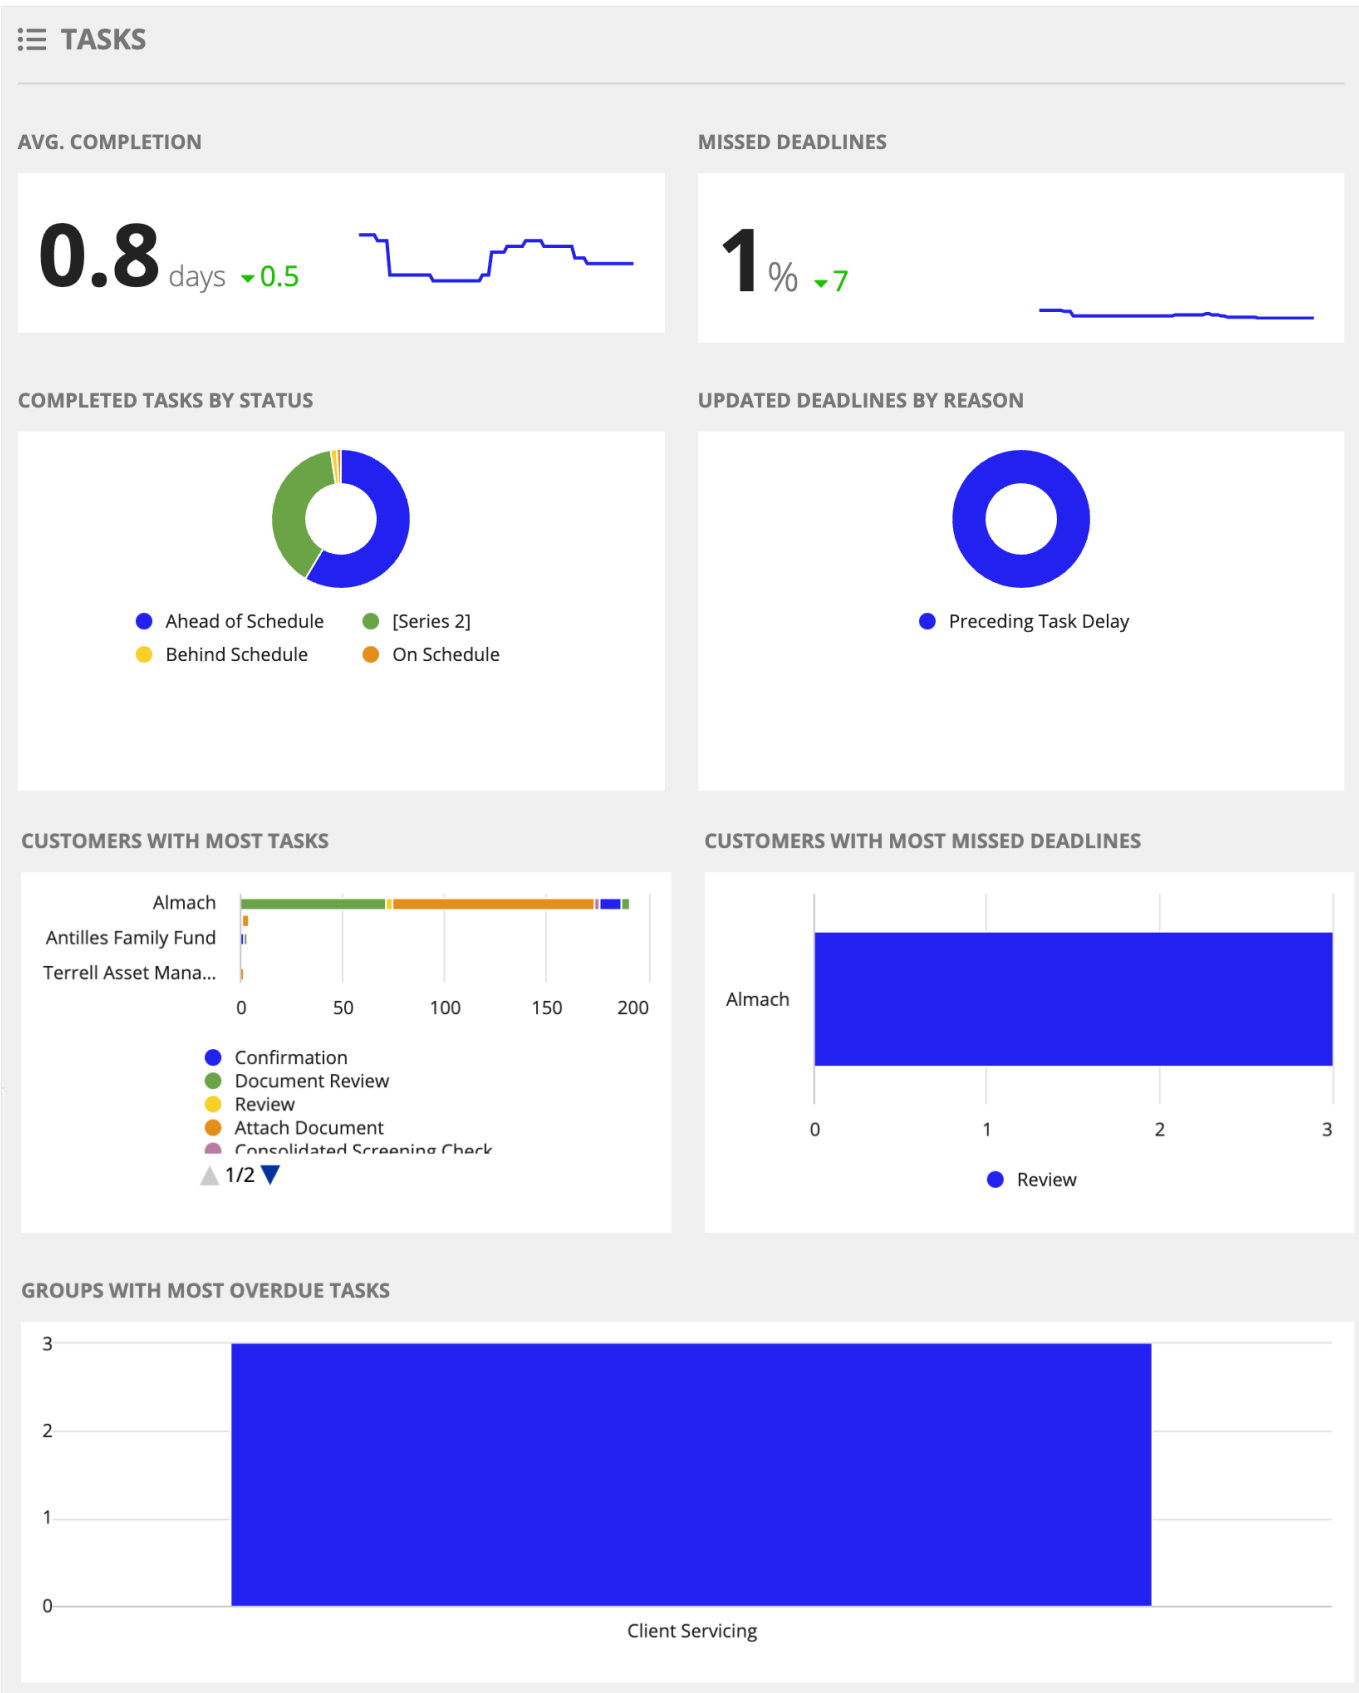 TASKS
AVG. COMPLETION
MISSED DEADLINES
0.8 days 0.5
1 % 7
COMPLETED TASKS BY STATUS
UPDATED DEADLINES BY REASON
Ahead of Schedule
[Series 2]
Behind Schedule
On Schedule
Preceding Task Delay
CUSTOMERS WITH MOST TASKS
CUSTOMERS WITH MOST MISSED DEADLINES
Almach
Antilles Family Fund
Terrell Asset Mana...
0 50 100 150 200
Confirmation
Document Review
Review
Attach Document
Consolidated Screening Check
1/2
Almach
0 1 2 3
Review
GROUPS WITH MOST OVERDUE TASKS
3
2
1
0
Client Servicing